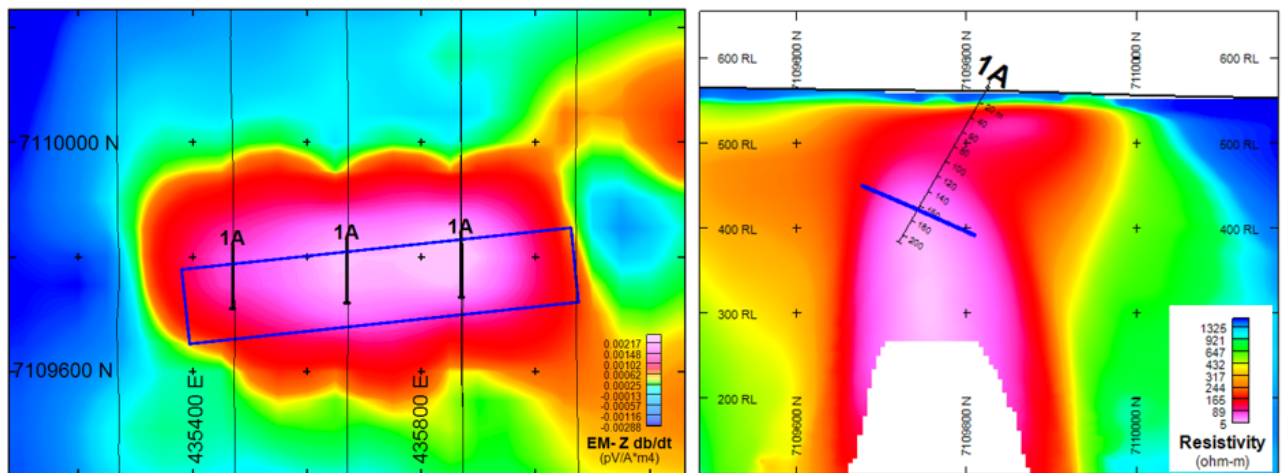 7110000 N
1A
1A
1A
7109600 N
435400 E
435800 E
0.00217
0.00148
0.00102
0.00062
0.00025
-0.00013
-0.00057
-0.00116
-0.00288
EM- Z db/dt
(pV/A*m4)
600 RL
7109600 N
7109800 N
7110000 N
600 RL
1A
20 m
40
60
80
100
120
140
160
180
200
500 RL
500 RL
400 RL
400 RL
300 RL
200 RL
7109600 N
7109800 N
7110000 N
1325
921
647
432
317
244
165
89
5
Resistivity
(ohm-m)